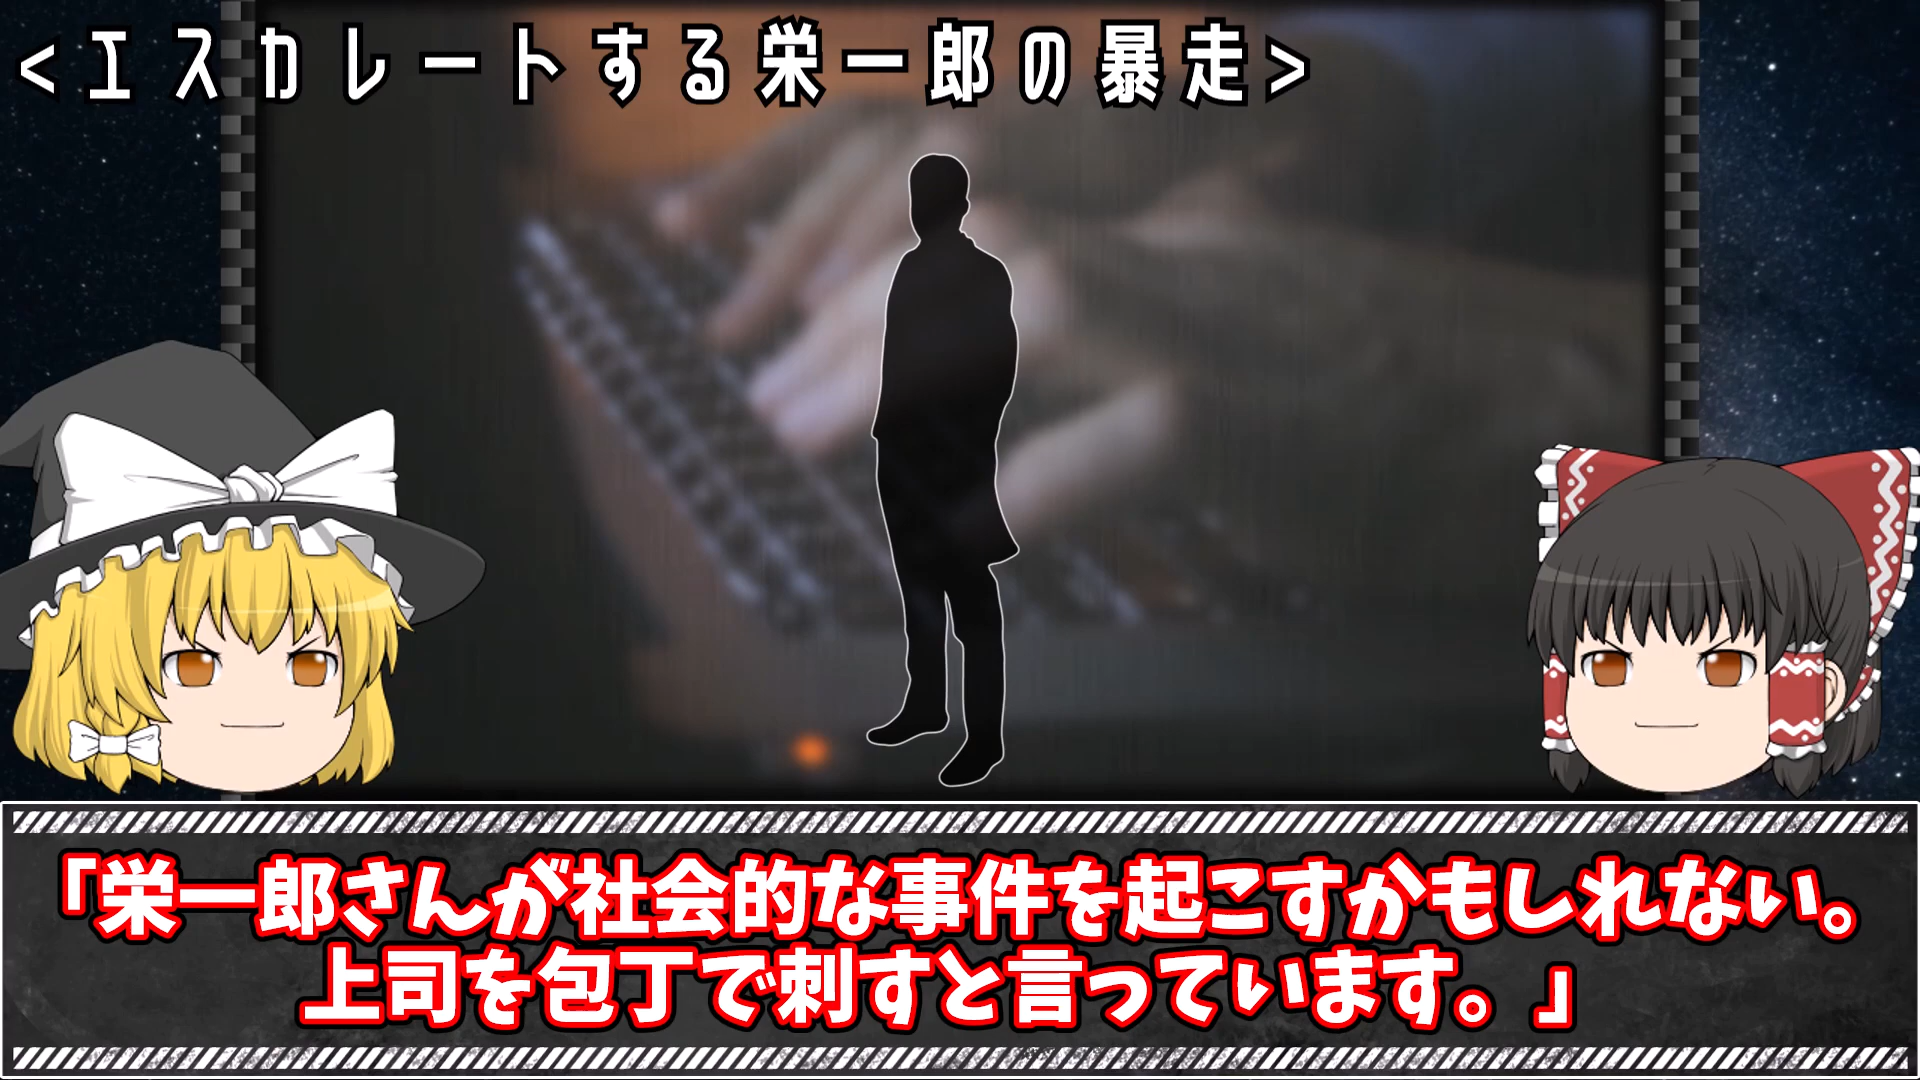 <エスカレートする栄一郎の暴走>
「栄一郎さんが社会的な事件を起こすかもしれない。
上司を包丁で刺すと言っています。」